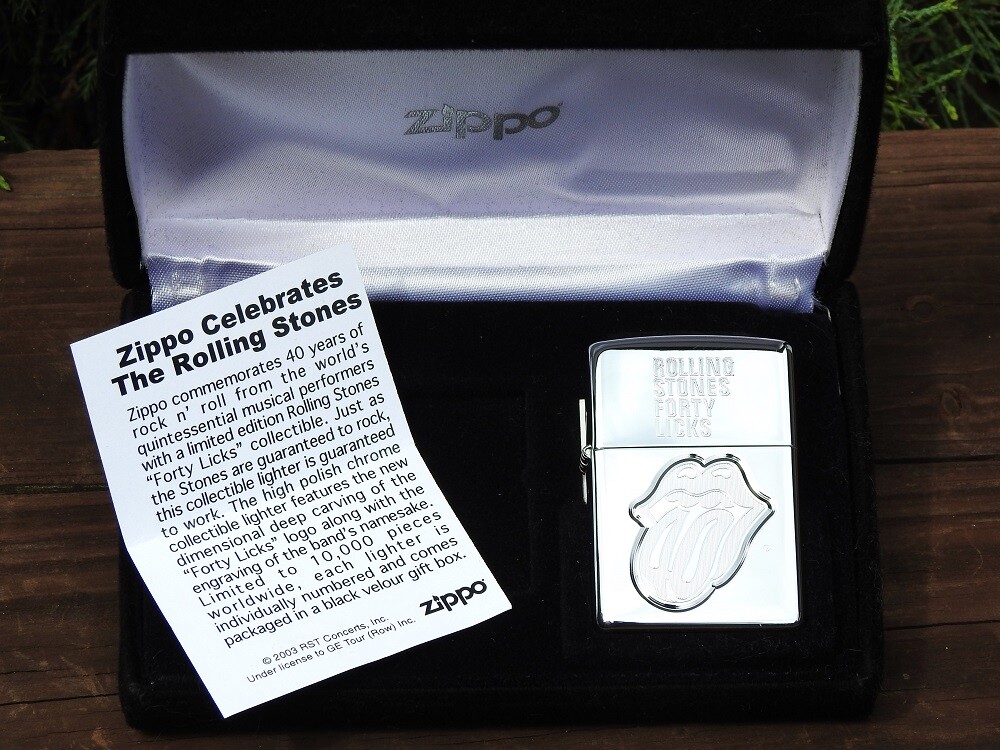 zippo
Zippo Celebrates
The Rolling Stones
Zippo commemorates 40 years of
rock n' roll from the world's
quintessential musical performers
with a limited edition Rolling Stones
"Forty Licks" collectible. Just as
the Stones are guaranteed to rock,
this collectible lighter is guaranteed
to work. The high polish chrome
collectible lighter features the new
dimensional deep carving of the
"Forty Licks" logo along with the
engraving of the band's namesake.
Limited to 10,000 pieces
worldwide, each lighter is
individually numbered and comes
packaged in a black velour gift box.
zippo
© 2003 RST Concerts, Inc.
Under license to GE Tour (Row) Inc.
ROLLING
STONES
FORTY
LICKS
40